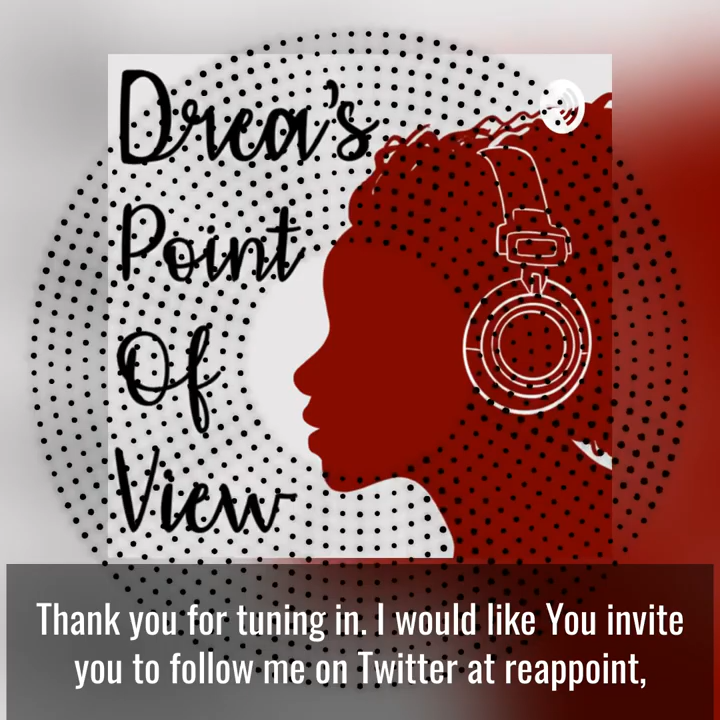 Drea's
Point
Of
View
Thank you for tuning in. I would like You invite
you to follow me on Twitter at reappoint,